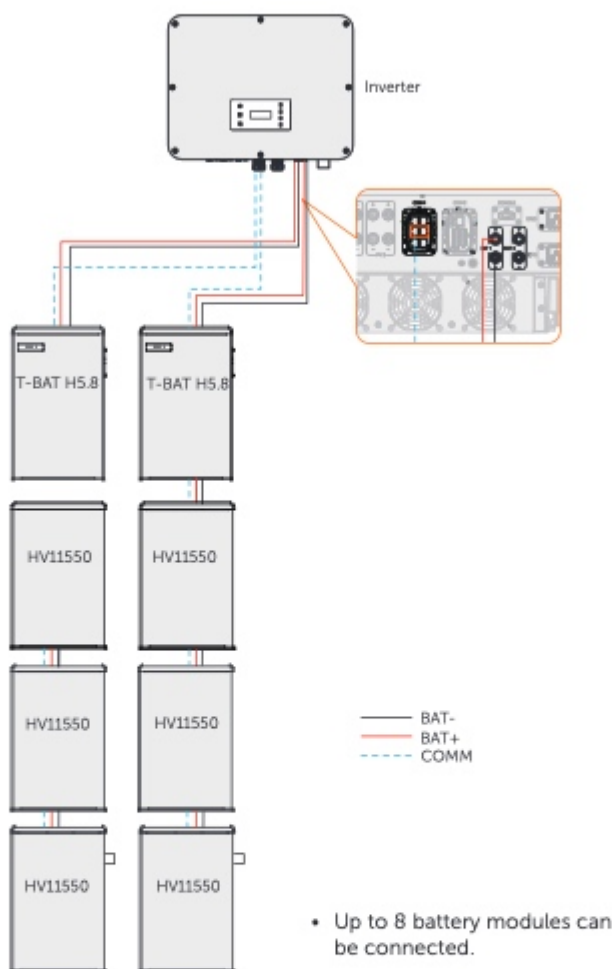 Inverter
T-BAT H5.8
T-BAT H5.8
HV11550
HV11550
HV11550
HV11550
BAT-
BAT+
COMM
HV11550
HV11550
• Up to 8 battery modules can
be connected.